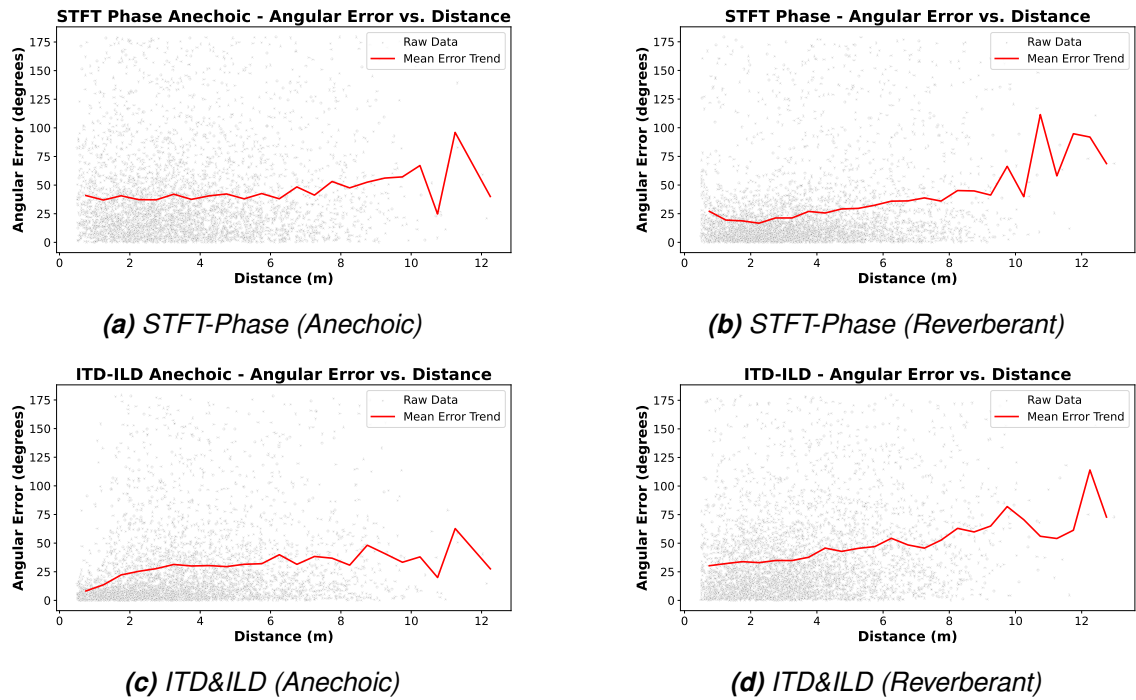 STFT Phase Anechoic - Angular Error vs. Distance
Raw Data
Mean Error Trend
175
150
125
100
75
50
25
0
Angular Error (degrees)
0 2 4 6 8 10 12
Distance (m)
(a) STFT-Phase (Anechoic)
STFT Phase - Angular Error vs. Distance
Raw Data
Mean Error Trend
175
150
125
100
75
50
25
0
Angular Error (degrees)
0 2 4 6 8 10 12
Distance (m)
(b) STFT-Phase (Reverberant)
ITD-ILD Anechoic - Angular Error vs. Distance
Raw Data
Mean Error Trend
175
150
125
100
75
50
25
0
Angular Error (degrees)
0 2 4 6 8 10 12
Distance (m)
(c) ITD&ILD (Anechoic)
ITD-ILD - Angular Error vs. Distance
Raw Data
Mean Error Trend
175
150
125
100
75
50
25
0
Angular Error (degrees)
0 2 4 6 8 10 12
Distance (m)
(d) ITD&ILD (Reverberant)